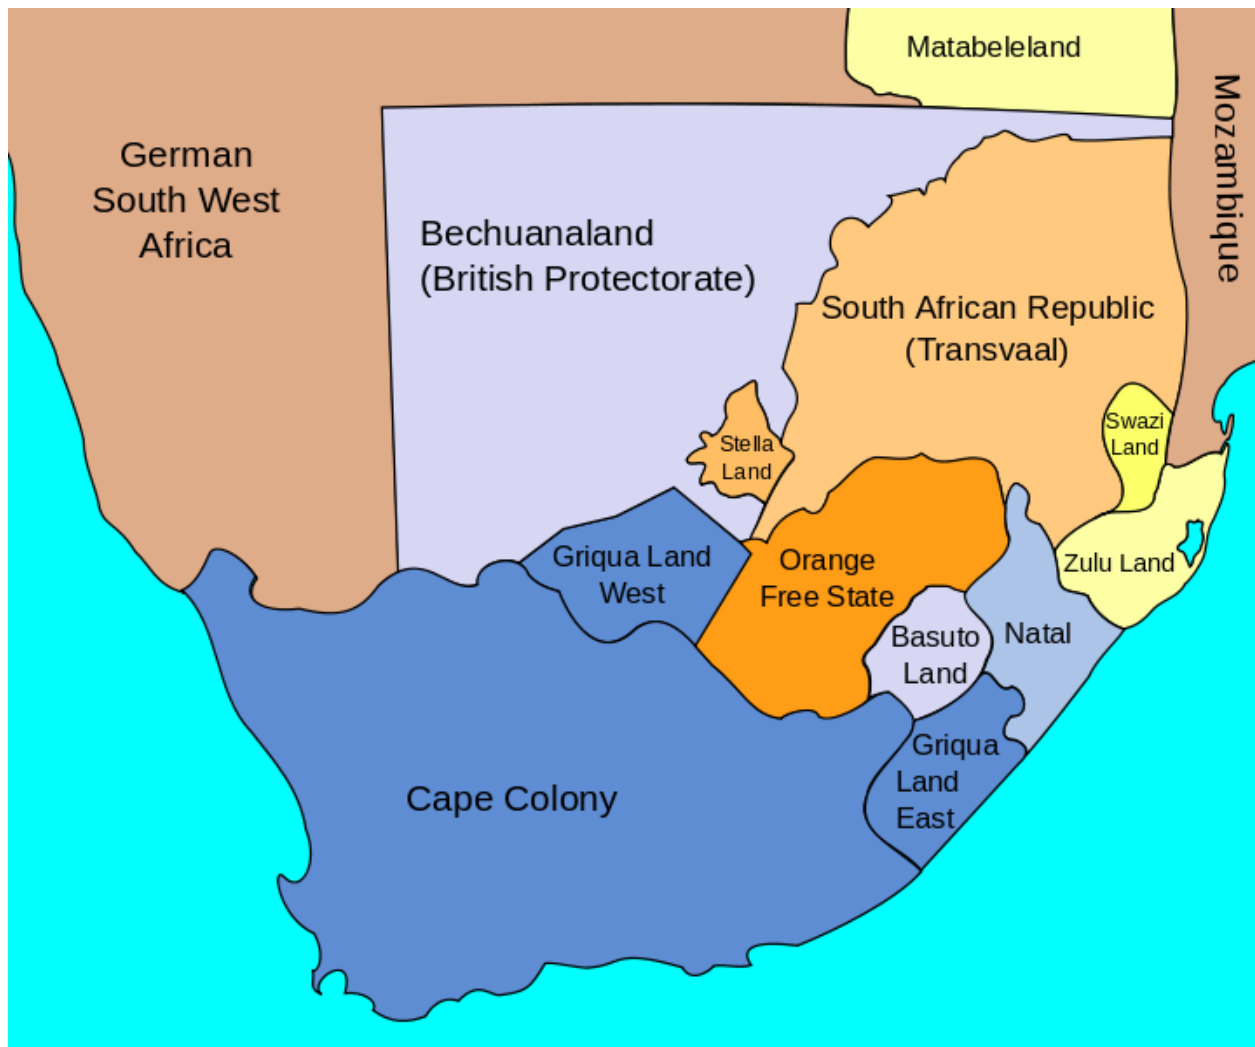 Matabeleland
Mozambique
German
South West
Africa
Bechuanaland
(British Protectorate)
South African Republic
(Transvaal)
Swazi
Land
Stella
Land
Griqua Land
West
Orange
Free State
Zulu Land
Basuto
Land
Natal
Griqua
Land
East
Cape Colony